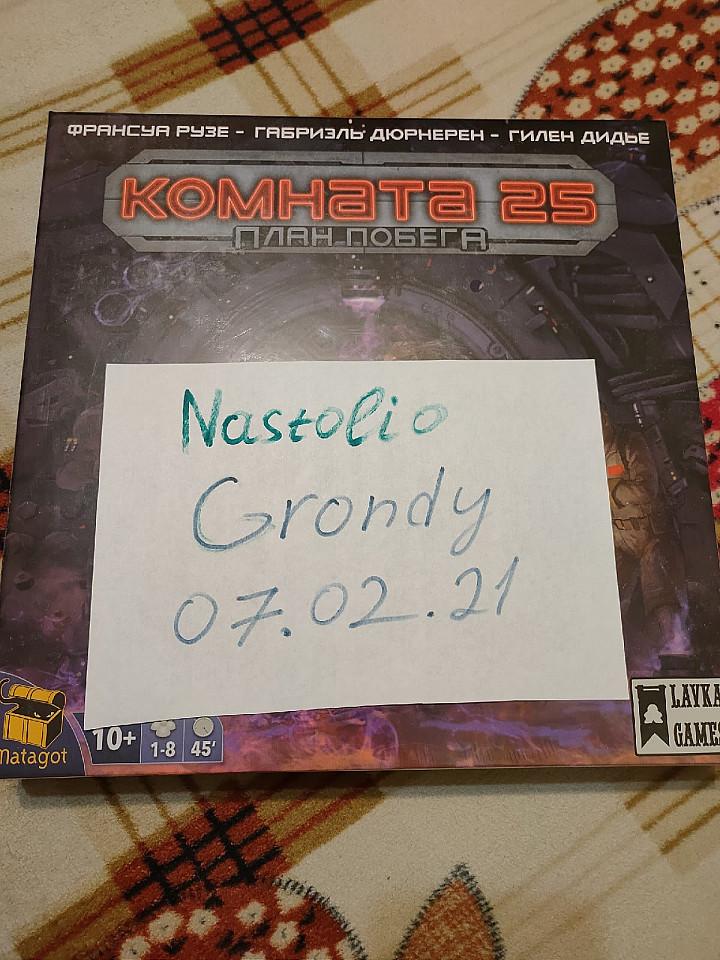 ФРАНСУА РУЗЕ - ГАБРИЭЛЬ ДЮРНЕРЕН - ГИЛЕН ДИДЬЕ
КОМНАТА 25
ПЛАН ПОБЕГА
Nastolio
Grondy
07.02.21
Matagot
10+
1-8
45'
LAVKA
GAMES